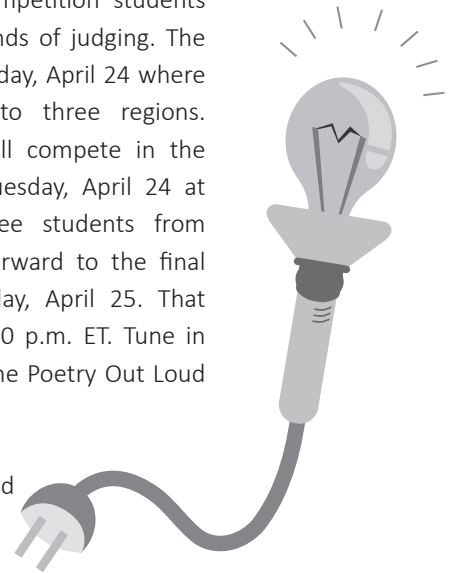 students
nds of judging. The
day, April 24 where
to three regions.
ll compete in the
uesday, April 24 at
ee students from
rward to the final
day, April 25. That
0 p.m. ET. Tune in
he Poetry Out Loud
d